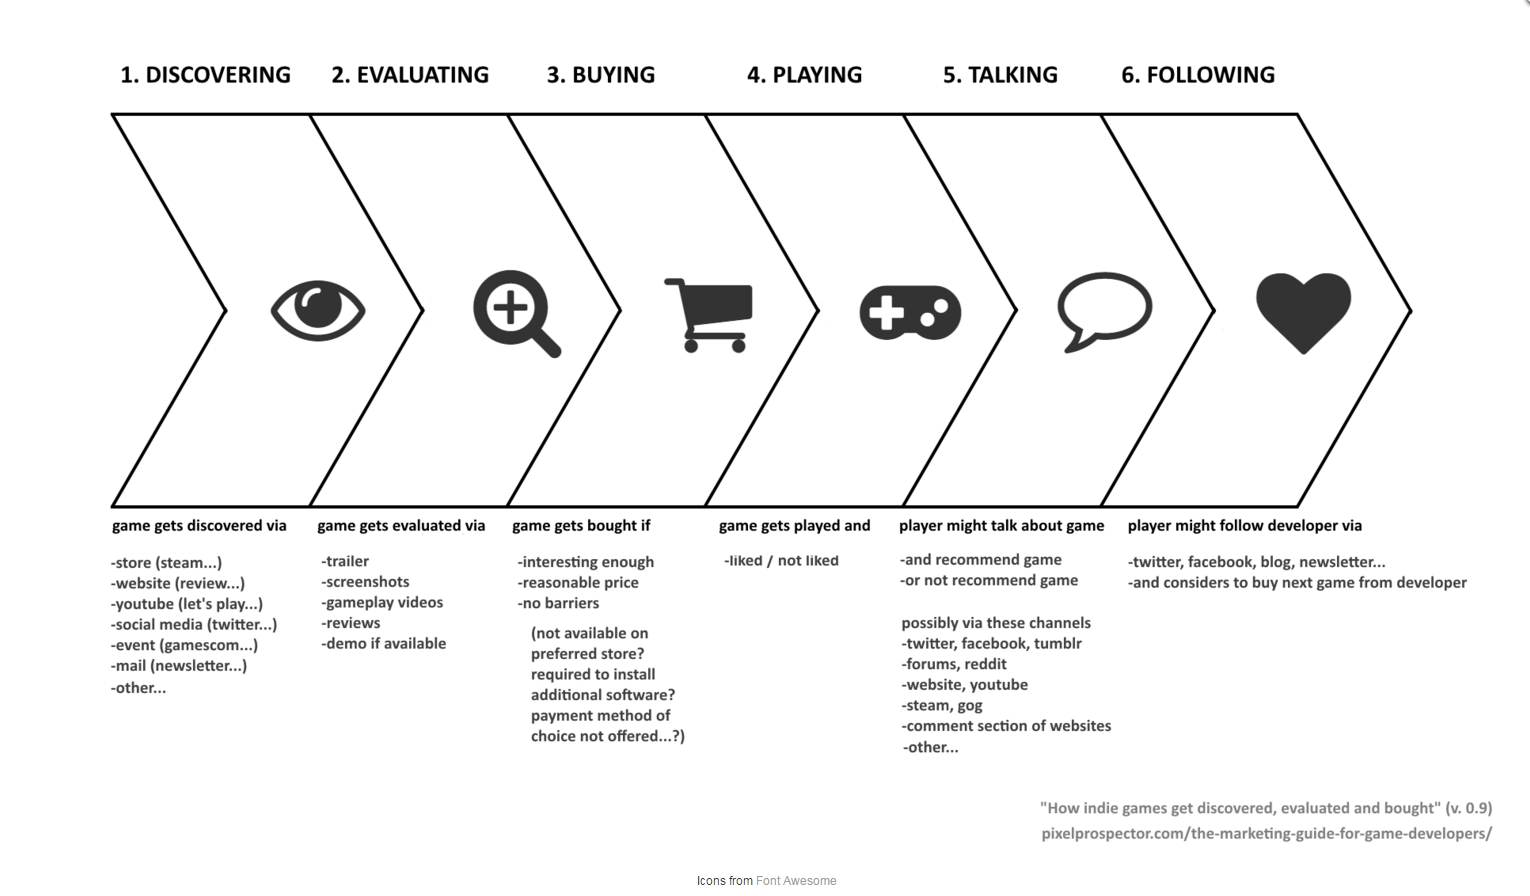 1. DISCOVERING
2. EVALUATING
3. BUYING
4. PLAYING
5. TALKING
6. FOLLOWING
game gets discovered via
-store (steam...)
-website (review...)
-youtube (let's play...)
-social media (twitter...)
-event (gamescom...)
-mail (newsletter...)
-other...
game gets evaluated via
-trailer
-screenshots
-gameplay videos
-reviews
-demo if available
game gets bought if
-interesting enough
-reasonable price
-no barriers
(not available on
preferred store?
required to install
additional software?
payment method of
choice not offered...?)
game gets played and
-liked / not liked
player might talk about game
-and recommend game
-or not recommend game
possibly via these channels
-twitter, facebook, tumblr
-forums, reddit
-website, youtube
-steam, gog
-comment section of websites
-other...
player might follow developer via
-twitter, facebook, blog, newsletter...
-and considers to buy next game from developer
"How indie games get discovered, evaluated and bought" (v. 0.9)
pixelprospector.com/the-marketing-guide-for-game-developers/
Icons from Font Awesome